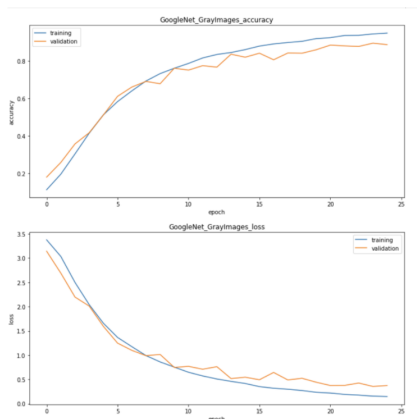 GoogleNet_GrayImages_accuracy
training
validation
accuracy
0.8
0.6
0.4
0.2
0 5 10 15 20 25
epoch
GoogleNet_GrayImages_loss
training
validation
loss
3.5
3.0
2.5
2.0
1.5
1.0
0.5
0.0
0 5 10 15 20 25
epoch